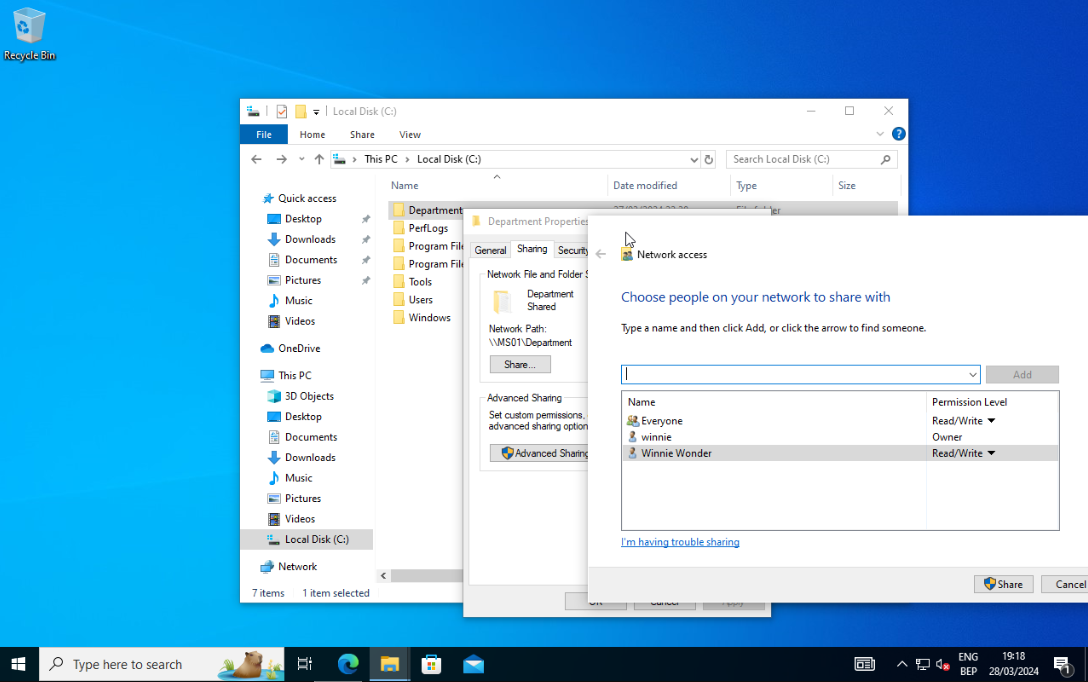 Recycle Bin
Local Disk (C:)
File
Home
Share
View
This PC
Local Disk (C:)
Search Local Disk (C:)
Name
Date modified
Type
Size
Quick access
Desktop
Downloads
Documents
Pictures
Music
Videos
OneDrive
This PC
3D Objects
Desktop
Documents
Downloads
Music
Pictures
Videos
Local Disk (C:)
Network
Department
PerfLogs
Program File
Program File
Tools
Users
Windows
7 items
1 item selected
Department Properties
General
Sharing
Security
Network File and Folder S
Department
Shared
Network Path:
\\MS01\Department
Share...
Advanced Sharing
Set custom permissions,
advanced sharing option
Advanced Sharing
OK
Cancel
Apply
Network access
Choose people on your network to share with
Type a name and then click Add, or click the arrow to find someone.
Add
Name
Permission Level
Everyone
Read/Write
winnie
Owner
Winnie Wonder
Read/Write
I'm having trouble sharing
Share
Cancel
Type here to search
ENG
BEP
19:18
28/03/2024
1